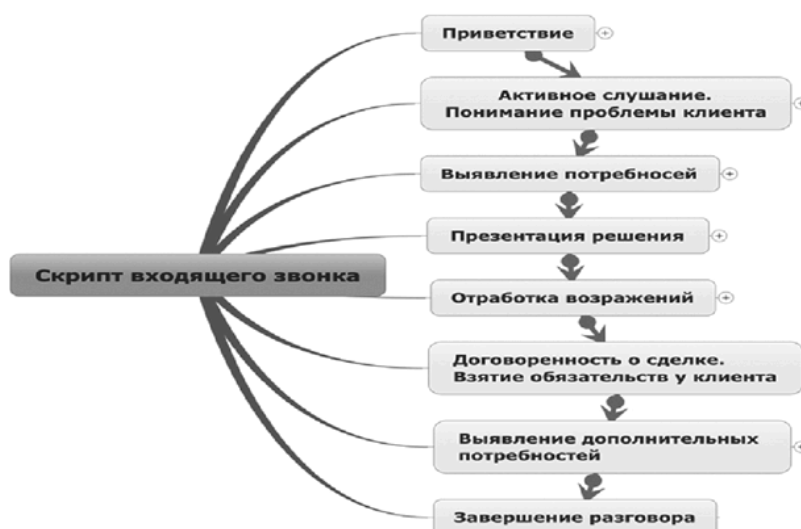 Приветствие
Активное слушание.
Понимание проблемы клиента
Выявление потребносей
Презентация решения
Скрипт входящего звонка
Отработка возражений
Договоренность о сделке.
Взятие обязательств у клиента
Выявление дополнительных
потребностей
Завершение разговора